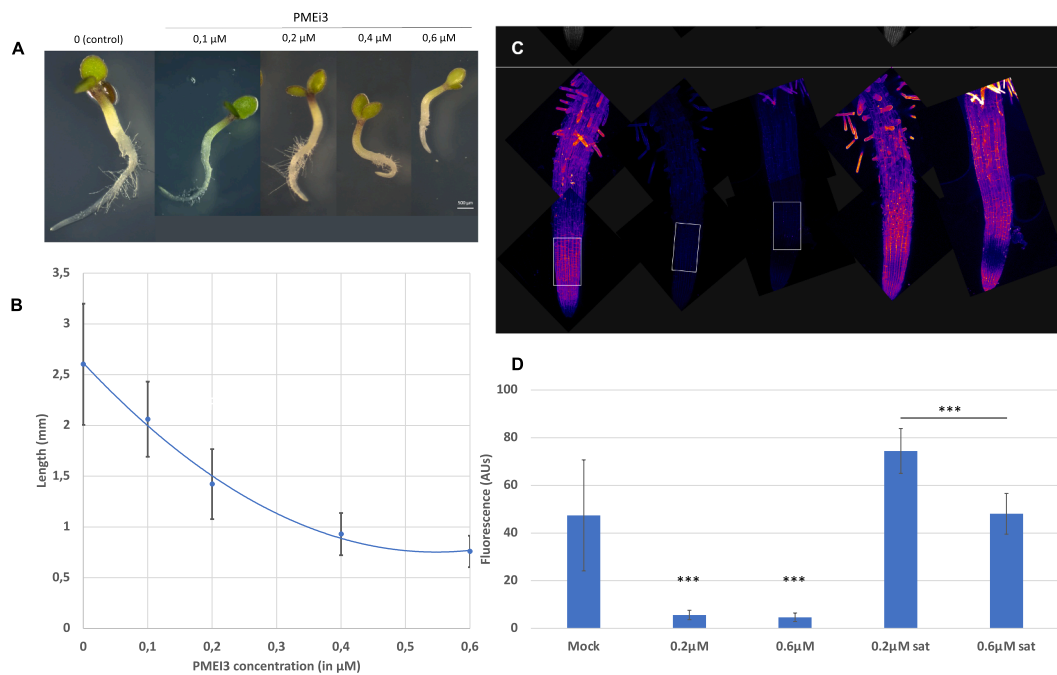 PMEi3
A
0 (control)
0,1 µM
0,2 µM
0,4 µM
0,6 µM
500 µm
B
3,5
3
2,5
2
1,5
1
0,5
0
Length (mm)
0
0,1
0,2
0,3
0,4
0,5
0,6
PMEI3 concentration (in µM)
C
D
100
80
60
40
20
0
Fluorescence (AUs)
***
***
***
Mock
0.2µM
0.6µM
0.2µM sat
0.6µM sat